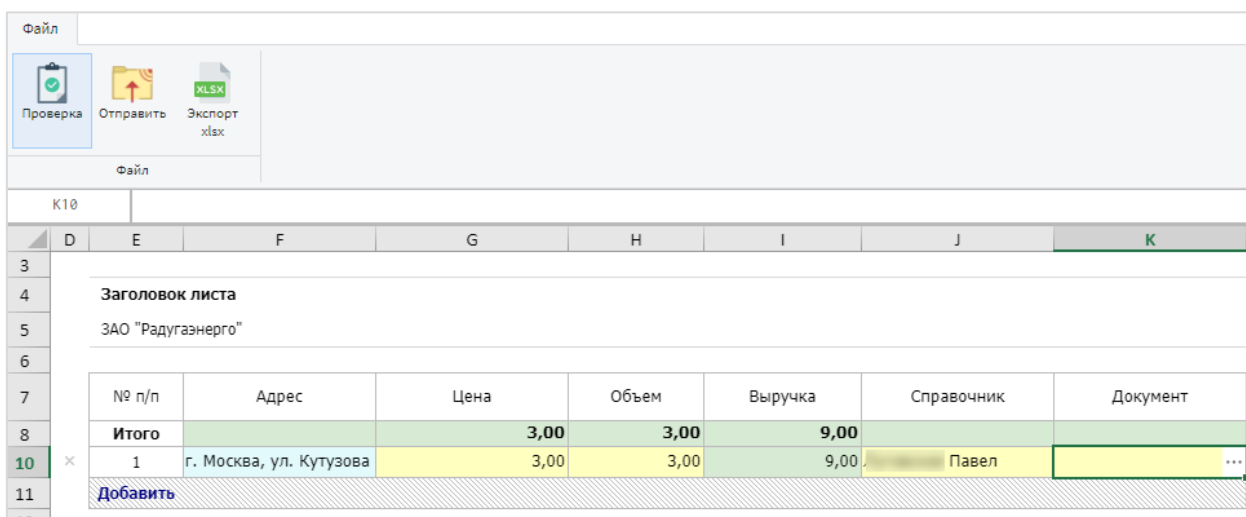 Файл
XLSX
Проверка Отправить Экспорт
xlsx
Файл
K10
D E F G H I J K
3
4 Заголовок листа
5 ЗАО "Радугаэнерго"
6
7 № п/п Адрес Цена Объем Выручка Справочник Документ
8 Итого 3,00 3,00 9,00
10 × 1 г. Москва, ул. Кутузова 3,00 3,00 9,00 Павел ...
11 Добавить